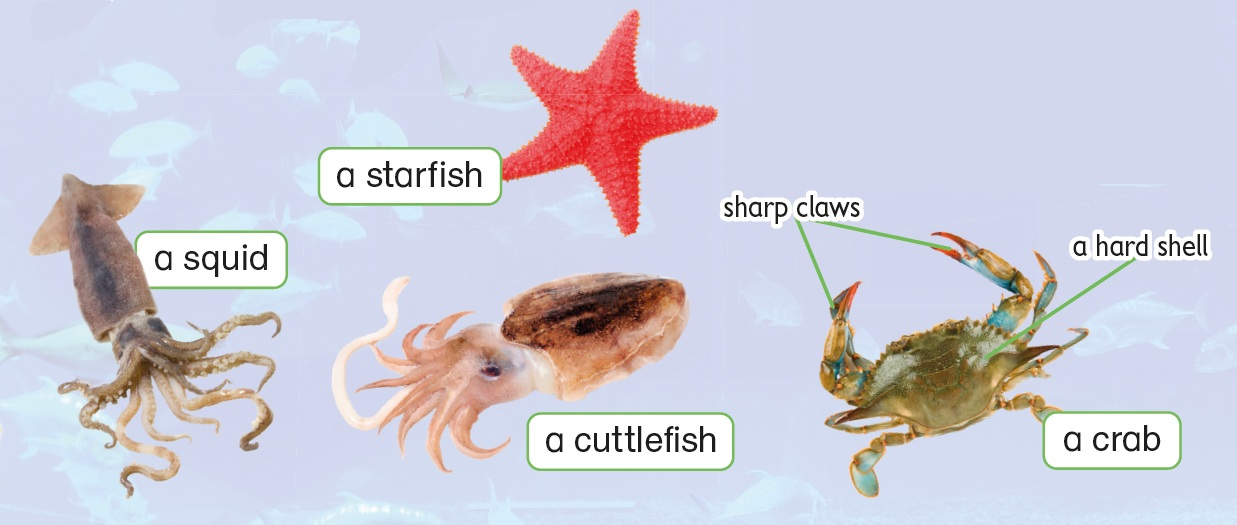 a starfish
sharp claws
a hard shell
a squid
a cuttlefish
a crab